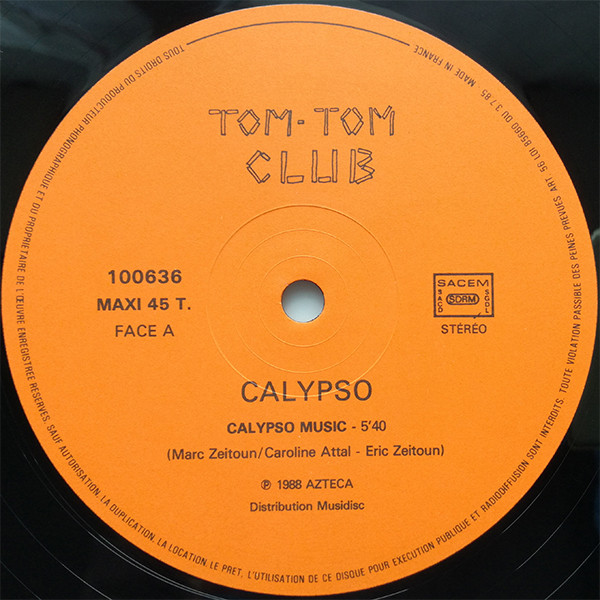 TOM-TOM
CLUB
100636
MAXI 45 T.
FACE A
SACEM
SACD
SDRM
SGDL
STÉRÉO
CALYPSO
CALYPSO MUSIC - 5'40
(Marc Zeitoun/Caroline Attal - Eric Zeitoun)
℗ 1988 AZTECA
Distribution Musidisc
TOUS DROITS DU PRODUCTEUR PHONOGRAPHIQUE ET DU PROPRIETAIRE DE L'ŒUVRE ENREGISTREE RESERVES. SAUF AUTORISATION, LA DUPLICATION, LA LOCATION, LE PRET, L'UTILISATION DE CE DISQUE POUR EXECUTION PUBLIQUE ET RADIODIFFUSION SONT INTERDITS. TOUTE VIOLATION PASSIBLE DES PEINES PREVUES ART. 56 LOI 85660 DU 3.7.85 MADE IN FRANCE